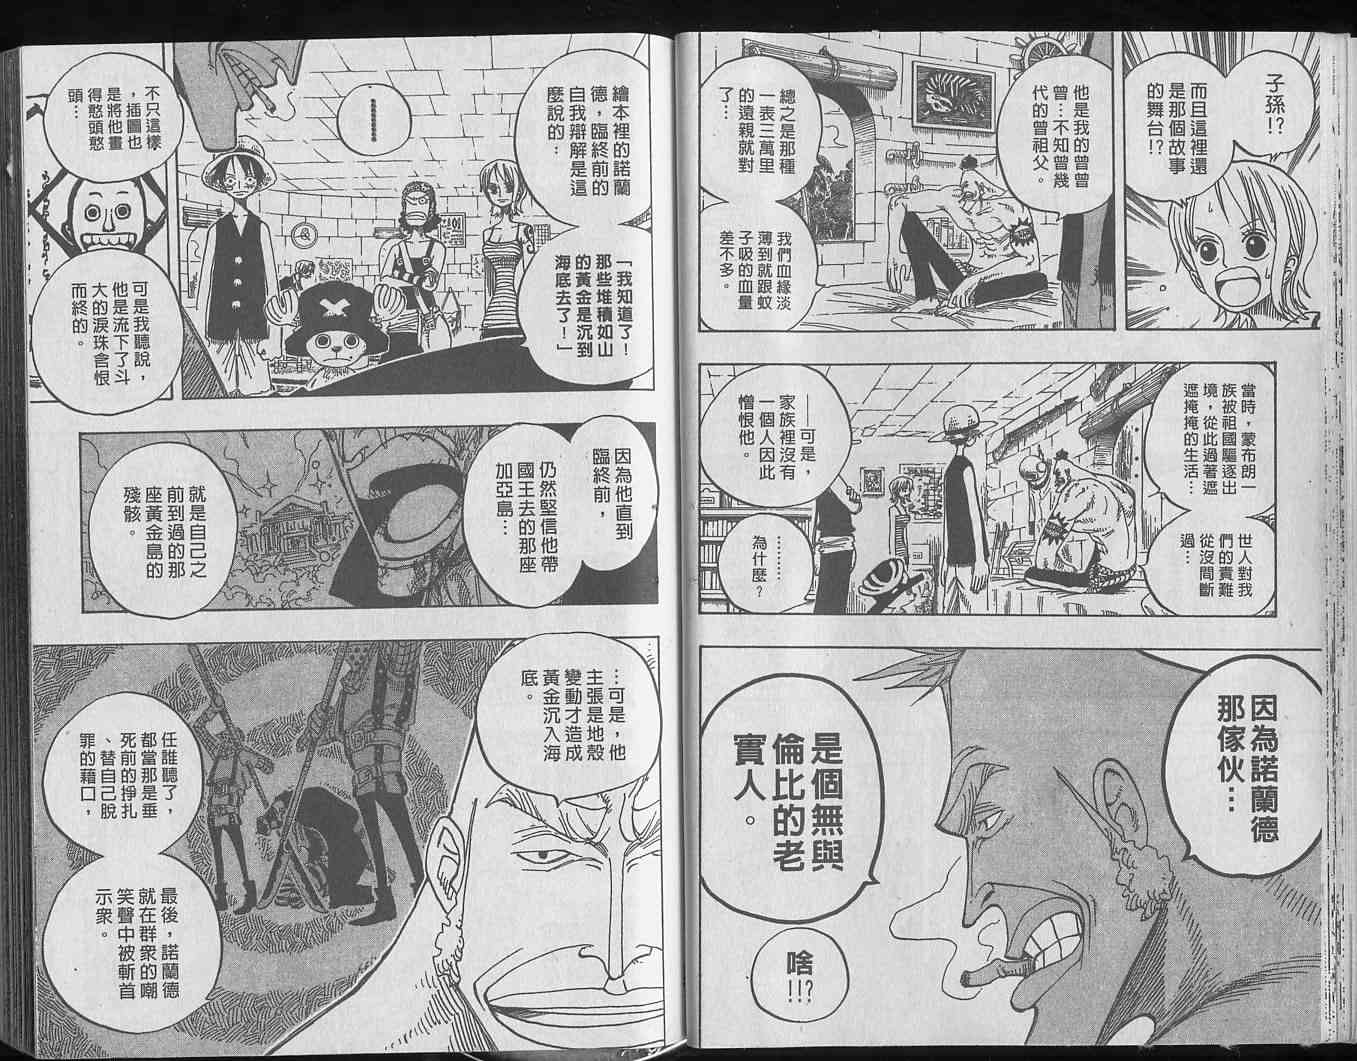 子孫!?
而且這裡還
是那個故事
的舞台!?
他是我的曾曾
曾…不知曾幾
代的曾祖父。
總之是那種
一表三萬里
的遠親就對
了…
我們血緣淡
薄到就跟蚊
子吸的血量
差不多。
當時，蒙布朗一
族被祖國驅逐出
境，從此過著遮
遮掩掩的生活…
世人對我
們的責難
從沒間斷
過…
——可是，
家族裡沒有
一個人因此
憎恨他。
………
為什麼?
因為諾蘭德
那傢伙…
是個無與
倫比的老
實人。
啥
!!?
繪本裡的諾蘭
德，臨終前的
自我辯解是這
麼說的…
「我知道了！
那些堆積如山
的黃金是沉到
海底去了！」
………
不只這樣
，插圖也
是將他畫
得憨頭憨
頭…
可是我聽說，
他是流下了斗
大的淚珠含恨
而終的。
因為他直到
臨終前，
仍然堅信他帶
國王去的那座
加亞島…
就是自己之
前到過的那
座黃金島的
殘骸。
…可是，他
主張是地殼
變動才造成
黃金沉入海
底。
任誰聽了，
都當那是垂
死前的掙扎
、替自己脫
罪的藉口，
最後，諾蘭德
就在群眾的嘲
笑聲中被斬首
示眾。